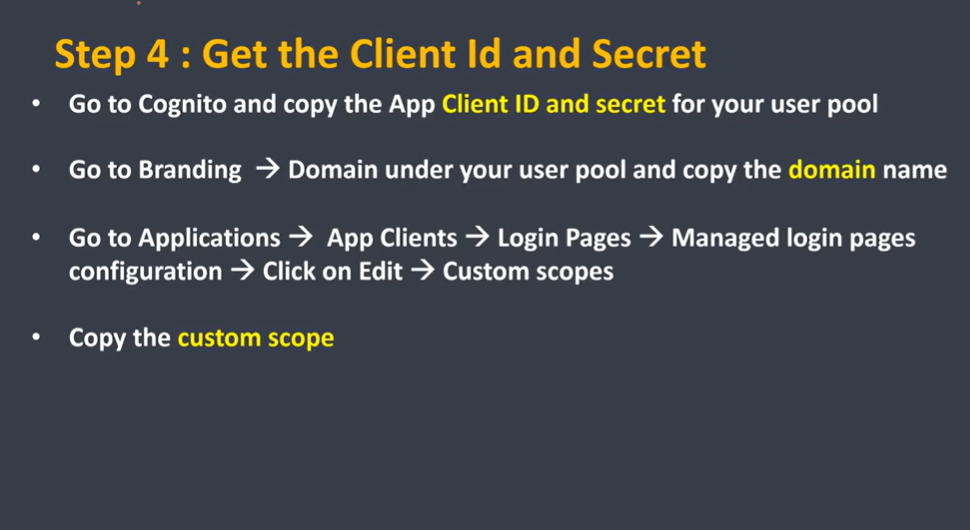 Step 4 : Get the Client Id and Secret
• Go to Cognito and copy the App Client ID and secret for your user pool
• Go to Branding → Domain under your user pool and copy the domain name
• Go to Applications → App Clients → Login Pages → Managed login pages
configuration → Click on Edit → Custom scopes
• Copy the custom scope